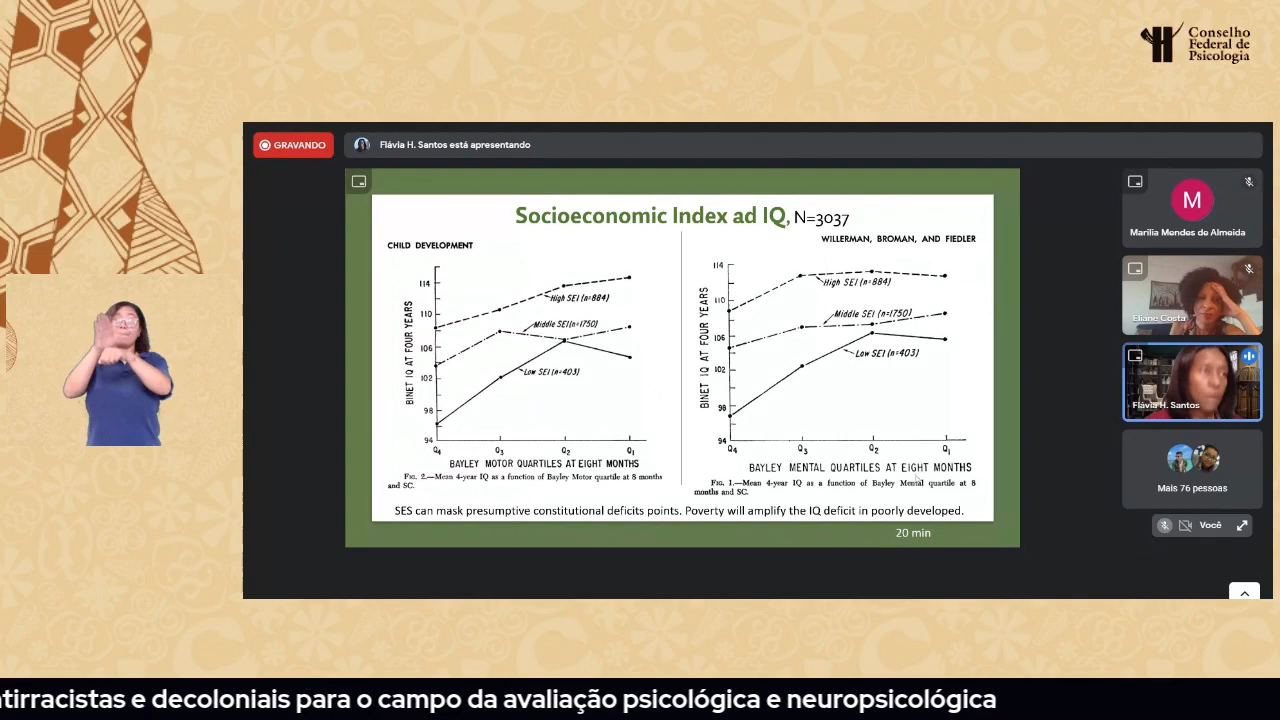 Conselho
Federal de
Psicologia
GRAVANDO
Flávia H. Santos está apresentando
Socioeconomic Index ad IQ, N=3037
CHILD DEVELOPMENT
114
110
106
102
98
94
BINET IQ AT FOUR YEARS
High SEI (n=884)
Middle SEI (n=1750)
Low SEI (n=403)
Q4 Q3 Q2 Q1
BAYLEY MOTOR QUARTILES AT EIGHT MONTHS
FIG. 2.—Mean 4-year IQ as a function of Bayley Motor quartile at 8 months
and SC.
WILLERMAN, BROMAN, AND FIEDLER
114
110
106
102
98
94
BINET IQ AT FOUR YEARS
High SEI (n=884)
Middle SEI (n=1750)
Low SEI (n=403)
Q4 Q3 Q2 Q1
BAYLEY MENTAL QUARTILES AT EIGHT MONTHS
FIG. 1.—Mean 4-year IQ as a function of Bayley Mental quartile at 8
months and SC.
SES can mask presumptive constitutional deficits points. Poverty will amplify the IQ deficit in poorly developed.
20 min
M
Marilia Mendes de Almeida
Eliane Costa
Flávia H. Santos
Mais 76 pessoas
Você
tirracistas e decoloniais para o campo da avaliação psicológica e neuropsicológica